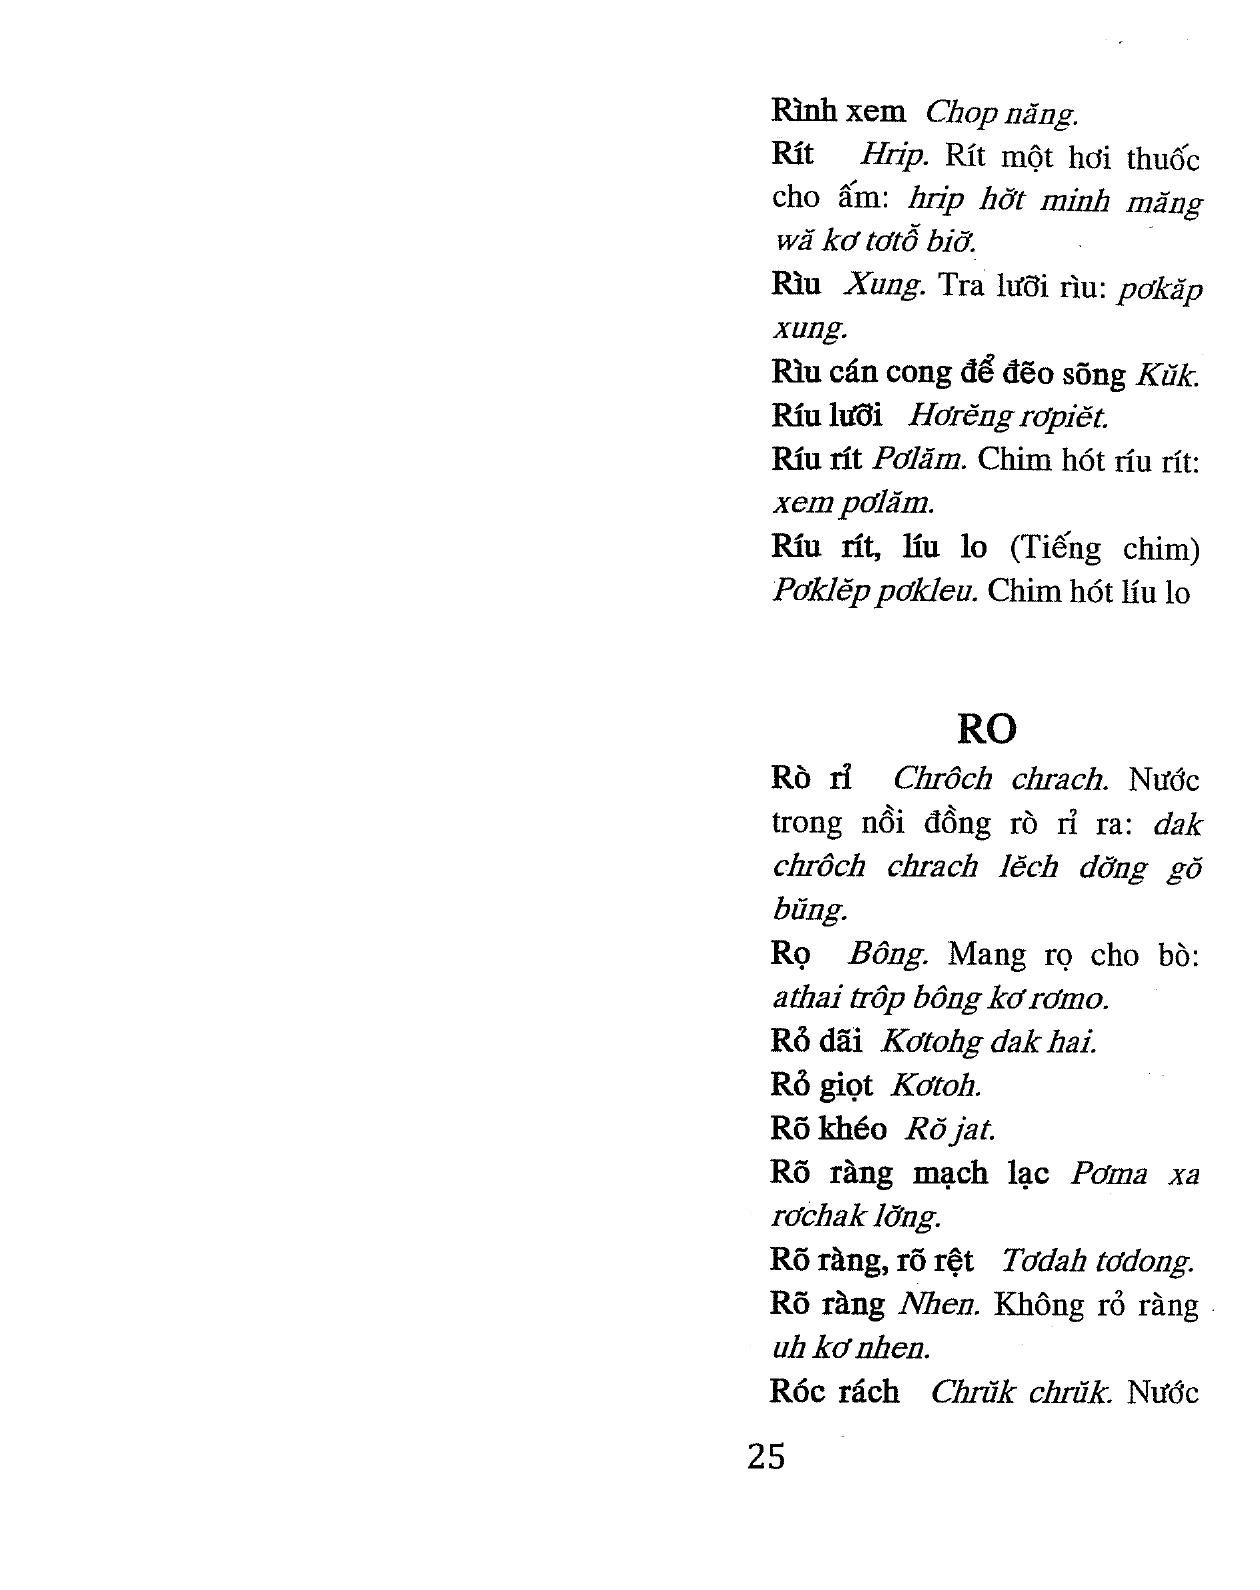 Rình xem Chop năng.
Rít Hrip. Rít một hơi thuốc
cho ấm: hrip hơ̆t minh măng
wă kơ tơtô̆ biơ̆.
Rìu Xung. Tra lưỡi rìu: pơkăp
xung.
Rìu cán cong để đẽo sõng Kŭk.
Ríu lưỡi Hơrĕng rơpiĕt.
Ríu rít Pơlăm. Chim hót ríu rít:
xem pơlăm.
Ríu rít, líu lo (Tiếng chim)
Pơklĕp pơkleu. Chim hót líu lo
RO
Rò rỉ Chrôch chrach. Nước
trong nồi đồng rò rỉ ra: dak
chrôch chrach lĕch dơ̆ng gŏ
bŭng.
Rọ Bông. Mang rọ cho bò:
athai trôp bông kơ rơmo.
Rỏ dãi Kơtohg dak hai.
Rỏ giọt Kơtoh.
Rõ khéo Rŏ jat.
Rõ ràng mạch lạc Pơma xa
rơchak lơ̆ng.
Rõ ràng, rõ rệt Tơdah tơdong.
Rõ ràng Nhen. Không rỏ ràng
uh kơ nhen.
Róc rách Chrŭk chrŭk. Nước
25